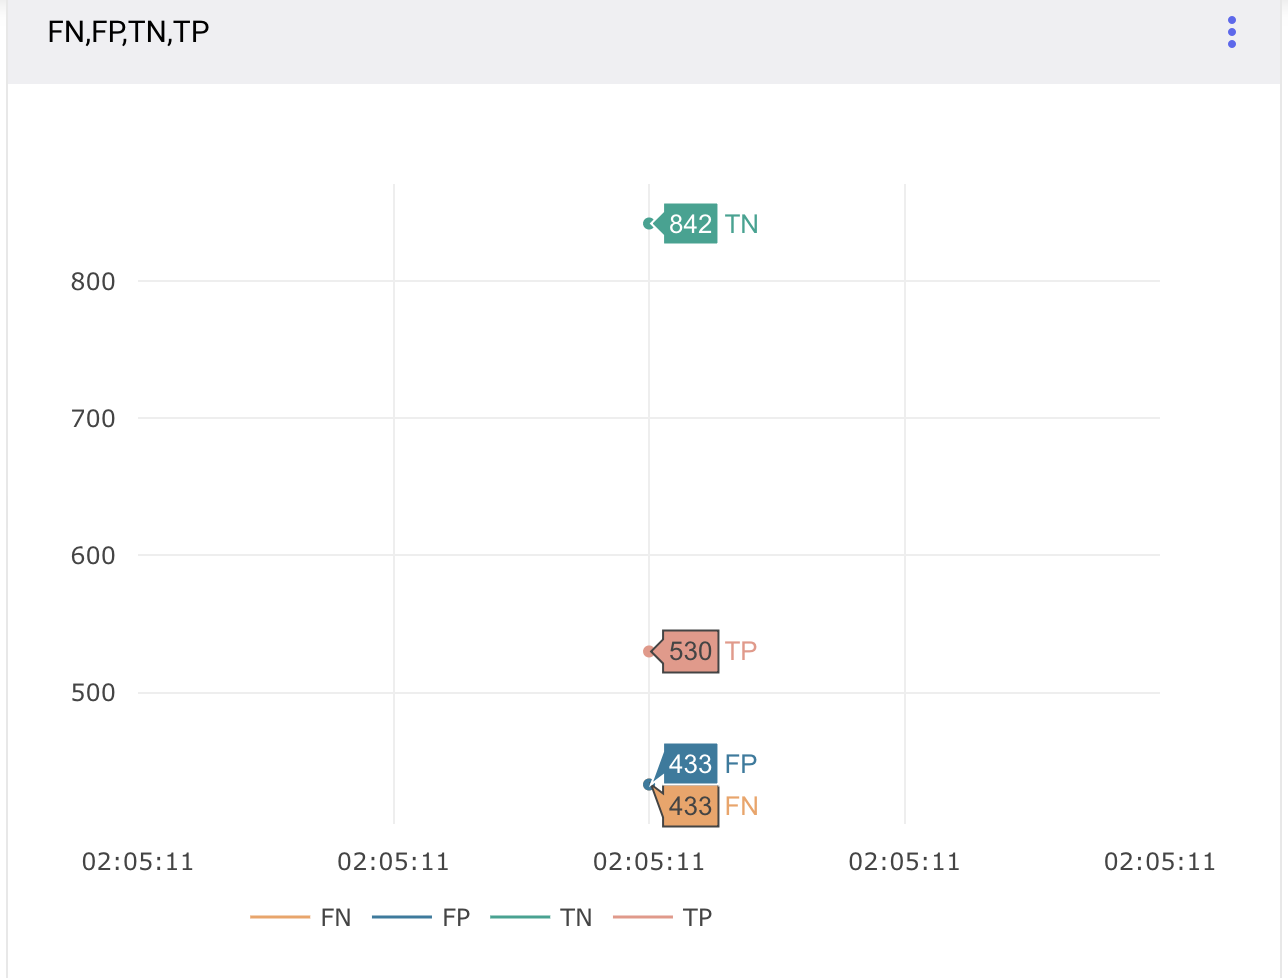 FN,FP,TN,TP
842 TN
800
700
600
530 TP
500
433 FP
433 FN
02:05:11 02:05:11 02:05:11 02:05:11 02:05:11
FN FP TN TP